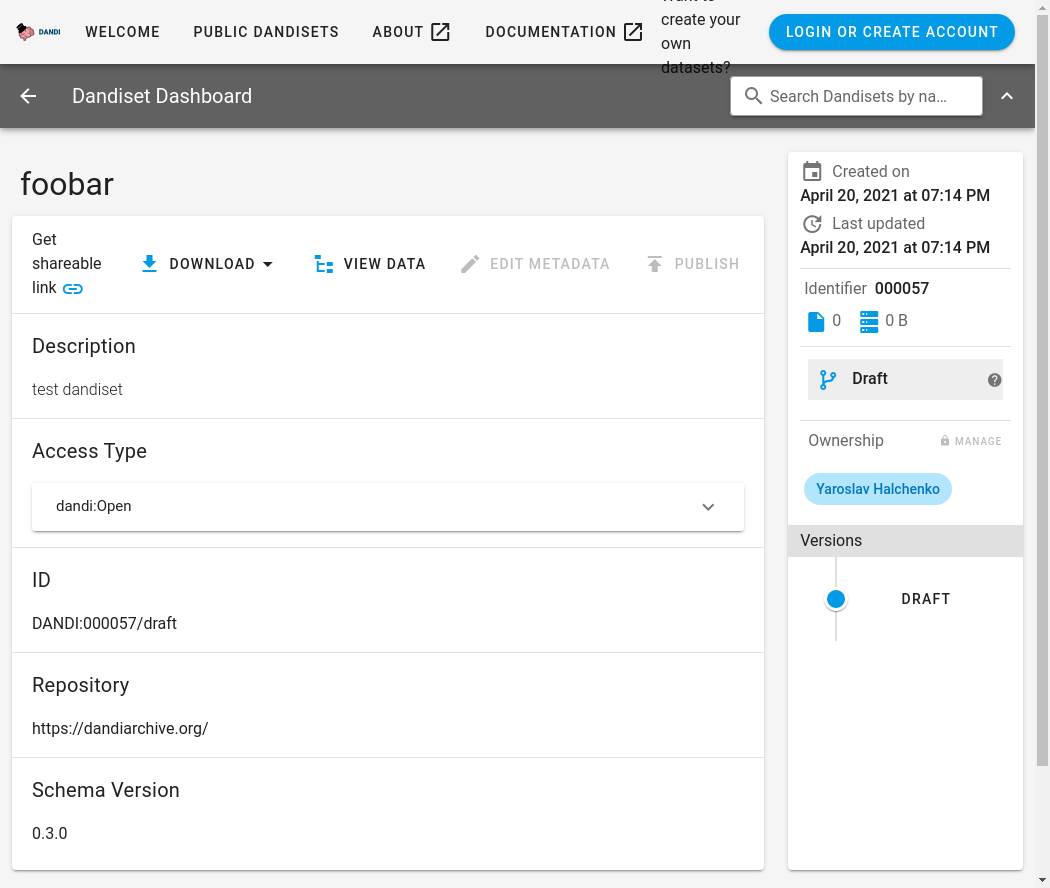 DANDI
WELCOME
PUBLIC DANDISETS
ABOUT
DOCUMENTATION
create your
own
datasets?
LOGIN OR CREATE ACCOUNT
Dandiset Dashboard
Search Dandisets by na...
foobar
Get
shareable
link
DOWNLOAD
VIEW DATA
EDIT METADATA
PUBLISH
Description
test dandiset
Access Type
dandi:Open
ID
DANDI:000057/draft
Repository
https://dandiarchive.org/
Schema Version
0.3.0
Created on
April 20, 2021 at 07:14 PM
Last updated
April 20, 2021 at 07:14 PM
Identifier 000057
0
0 B
Draft
Ownership
MANAGE
Yaroslav Halchenko
Versions
DRAFT